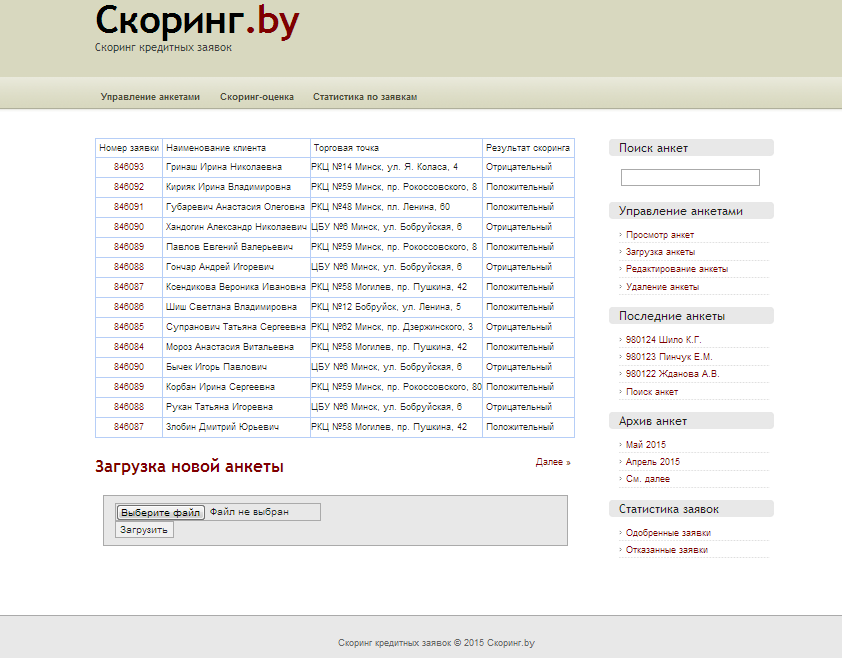 Скоринг.by
Скоринг кредитных заявок
Управление анкетами Скоринг-оценка Статистика по заявкам
Номер заявки Наименование клиента Торговая точка Результат скоринга
846093 Гринаш Ирина Николаевна РКЦ №14 Минск, ул. Я. Коласа, 4 Отрицательный
846092 Кирияк Ирина Владимировна РКЦ №59 Минск, пр. Рокоссовского, 8 Положительный
846091 Губаревич Анастасия Олеговна РКЦ №48 Минск, пл. Ленина, 60 Положительный
846090 Хандогин Александр Николаевич ЦБУ №6 Минск, ул. Бобруйская, 6 Отрицательный
846089 Павлов Евгений Валерьевич РКЦ №59 Минск, пр. Рокоссовского, 8 Положительный
846088 Гончар Андрей Игоревич ЦБУ №6 Минск, ул. Бобруйская, 6 Отрицательный
846087 Ксендикова Вероника Ивановна РКЦ №58 Могилев, пр. Пушкина, 42 Положительный
846086 Шиш Светлана Владимировна РКЦ №12 Бобруйск, ул. Ленина, 5 Положительный
846085 Супранович Татьяна Сергеевна РКЦ №62 Минск, пр. Дзержинского, 3 Отрицательный
846084 Мороз Анастасия Витальевна РКЦ №58 Могилев, пр. Пушкина, 42 Положительный
846090 Бычек Игорь Павлович ЦБУ №6 Минск, ул. Бобруйская, 6 Отрицательный
846089 Корбан Ирина Сергеевна РКЦ №59 Минск, пр. Рокоссовского, 80 Положительный
846088 Рукан Татьяна Игоревна ЦБУ №6 Минск, ул. Бобруйская, 6 Отрицательный
846087 Злобин Дмитрий Юрьевич РКЦ №58 Могилев, пр. Пушкина, 42 Положительный
Далее »
Загрузка новой анкеты
Выберите файл Файл не выбран
Загрузить
Поиск анкет
Управление анкетами
Просмотр анкет
Загрузка анкеты
Редактирование анкеты
Удаление анкеты
Последние анкеты
980124 Шило К.Г.
980123 Пинчук Е.М.
980122 Жданова А.В.
Поиск анкет
Архив анкет
Май 2015
Апрель 2015
См. далее
Статистика заявок
Одобренные заявки
Отказанные заявки
Скоринг кредитных заявок © 2015 Скоринг.by